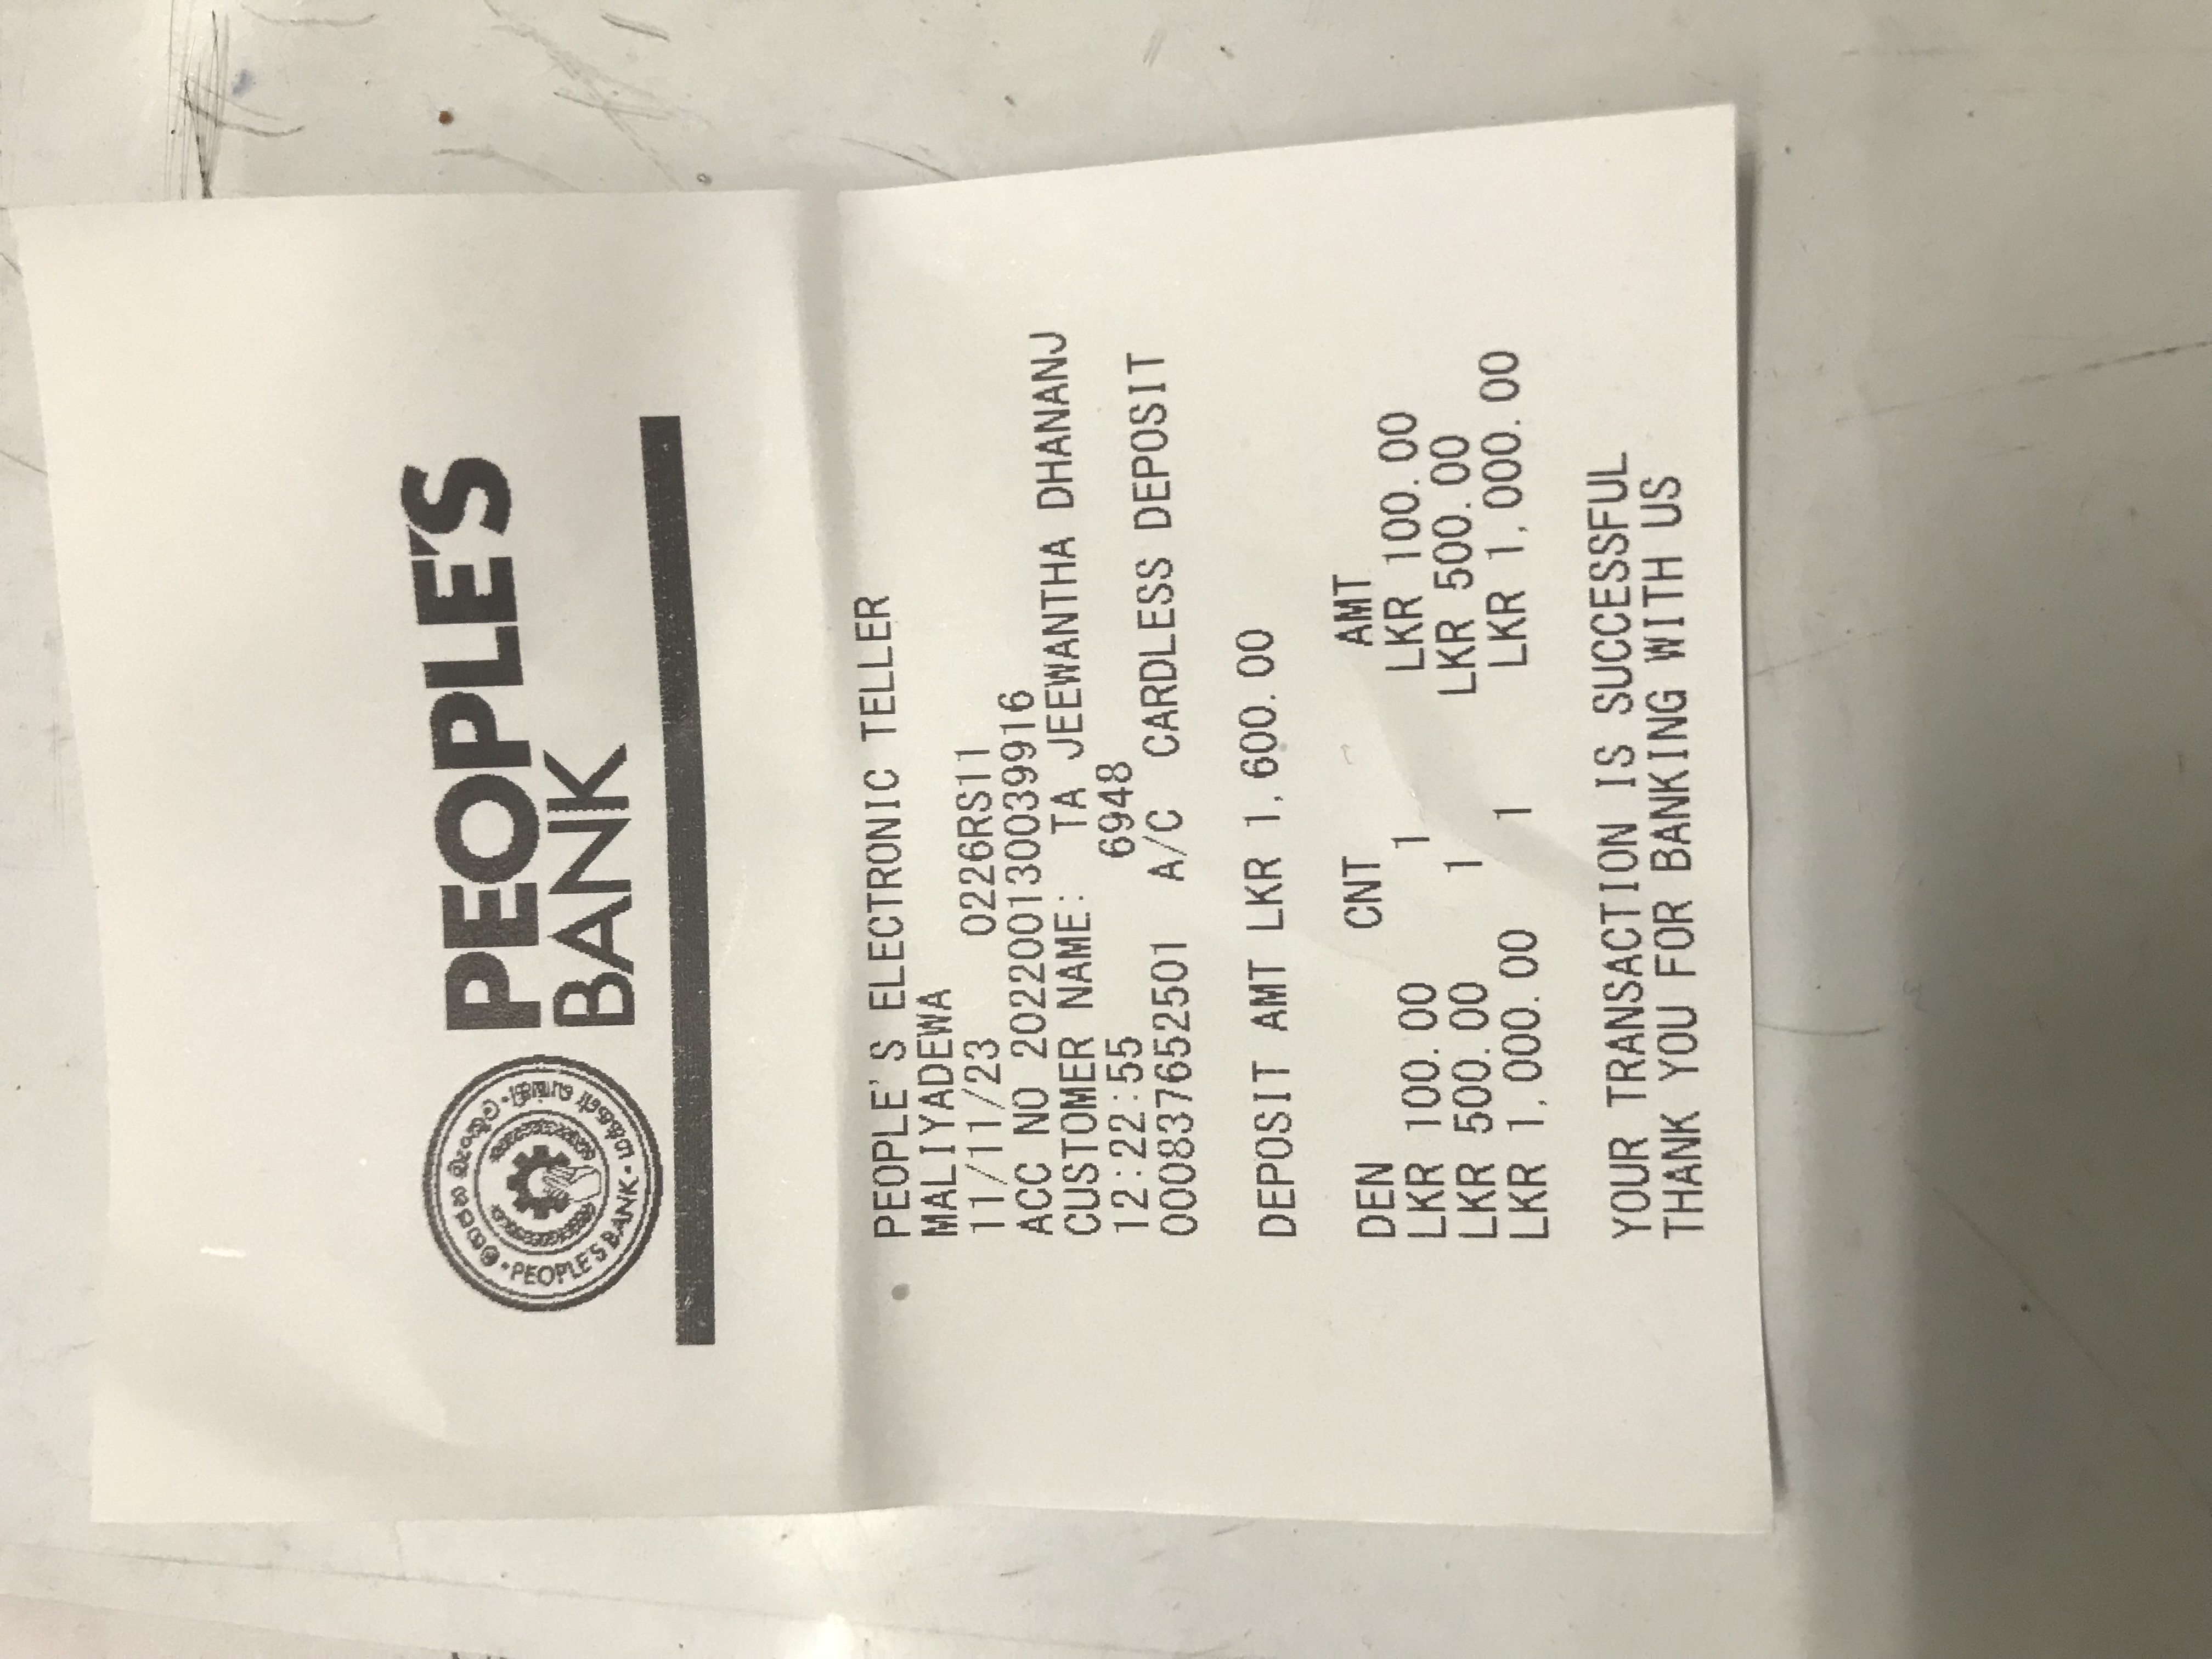 PEOPLE'S
BANK
PEOPLE'S BANK
PEOPLE'S ELECTRONIC TELLER
MALIYADEWA
11/11/23 0226RS11
ACC NO 202200130039916
CUSTOMER NAME: TA JEEWANTHA DHANANJ
12:22:55 6948
000837652501 A/C CARDLESS DEPOSIT
DEPOSIT AMT LKR 1,600.00
DEN CNT AMT
LKR 100.00 1 LKR 100.00
LKR 500.00 1 LKR 500.00
LKR 1,000.00 1 LKR 1,000.00
YOUR TRANSACTION IS SUCCESSFUL
THANK YOU FOR BANKING WITH US